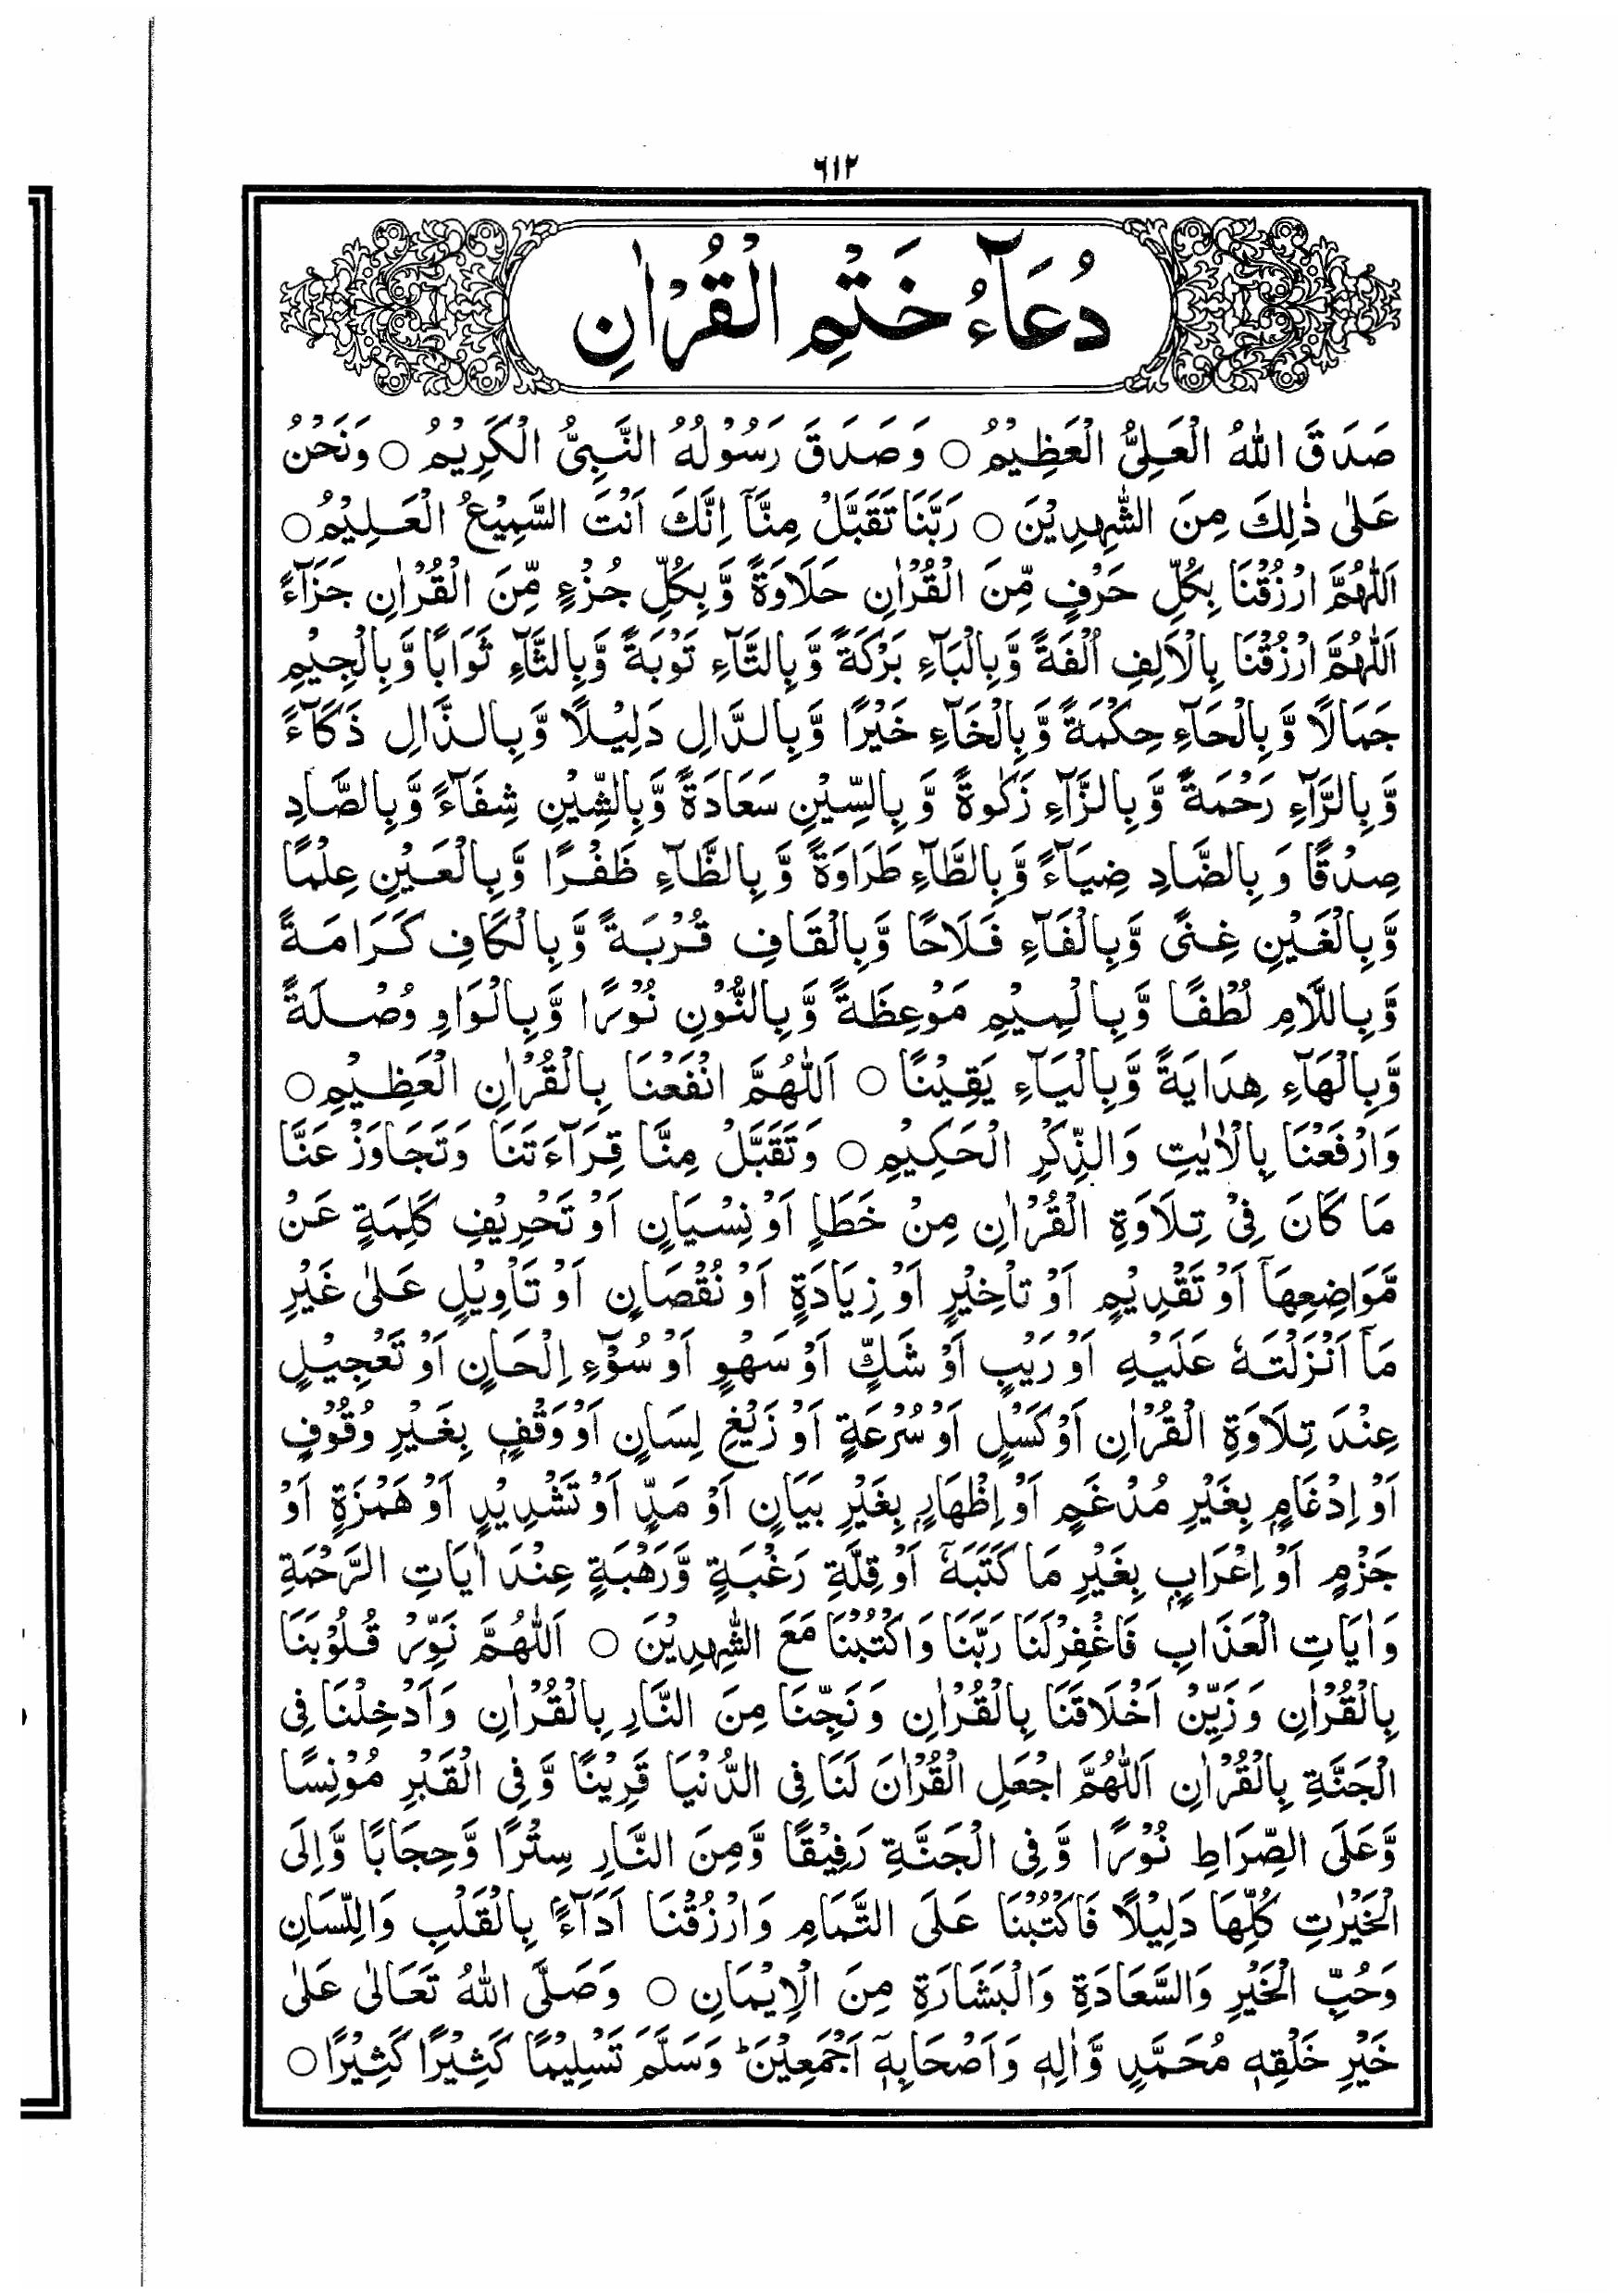 ٦١٢
دُعَآءُ خَتْمِ الْقُرْاٰنِ
صَدَقَ اللّٰهُ الْعَلِيُّ الْعَظِيْمُ ○ وَصَدَقَ رَسُوْلُهُ النَّبِيُّ الْكَرِيْمُ ○ وَنَحْنُ
عَلٰى ذٰلِكَ مِنَ الشّٰهِدِيْنَ ○ رَبَّنَا تَقَبَّلْ مِنَّآ اِنَّكَ اَنْتَ السَّمِيْعُ الْعَلِيْمُ ○
اَللّٰهُمَّ ارْزُقْنَا بِكُلِّ حَرْفٍ مِّنَ الْقُرْاٰنِ حَلَاوَةً وَّبِكُلِّ جُزْءٍ مِّنَ الْقُرْاٰنِ جَزَآءً
اَللّٰهُمَّ ارْزُقْنَا بِالْاَلِفِ اُلْفَةً وَّبِالْبَآءِ بَرْكَةً وَّبِالتَّآءِ تَوْبَةً وَّبِالثَّآءِ ثَوَابًا وَّبِالْجِيْمِ
جَمَالًا وَّبِالْحَآءِ حِكْمَةً وَّبِالْخَآءِ خَيْرًا وَّبِالدَّالِ دَلِيْلًا وَّبِالذَّالِ ذَكَآءً
وَّبِالرَّآءِ رَحْمَةً وَّبِالزَّآءِ زَكٰوةً وَّبِالسِّيْنِ سَعَادَةً وَّبِالشِّيْنِ شِفَآءً وَّبِالصَّادِ
صِدْقًا وَبِالضَّادِ ضِيَآءً وَّبِالطَّآءِ طَرَاوَةً وَّبِالظَّآءِ ظَفْرًا وَّبِالْعَيْنِ عِلْمًا
وَّبِالْغَيْنِ غِنًى وَّبِالْفَآءِ فَلَاحًا وَّبِالْقَافِ قُرْبَةً وَّبِالْكَافِ كَرَامَةً
وَّبِاللَّامِ لُطْفًا وَّبِالْمِيْمِ مَوْعِظَةً وَّبِالنُّوْنِ نُوْرًا وَّبِالْوَاوِ وُصْلَةً
وَّبِالْهَآءِ هِدَايَةً وَّبِالْيَآءِ يَقِيْنًا ○ اَللّٰهُمَّ انْفَعْنَا بِالْقُرْاٰنِ الْعَظِيْمِ ○
وَارْفَعْنَا بِالْاٰيٰتِ وَالذِّكْرِ الْحَكِيْمِ ○ وَتَقَبَّلْ مِنَّا قِرَآءَتَنَا وَتَجَاوَزْ عَنَّا
مَا كَانَ فِيْ تِلَاوَةِ الْقُرْاٰنِ مِنْ خَطَاٍ اَوْ نِسْيَانٍ اَوْ تَحْرِيْفِ كَلِمَةٍ عَنْ
مَّوَاضِعِهَآ اَوْ تَقْدِيْمٍ اَوْ تَاْخِيْرٍ اَوْ زِيَادَةٍ اَوْ نُقْصَانٍ اَوْ تَاْوِيْلٍ عَلٰى غَيْرِ
مَآ اَنْزَلْتَهٗ عَلَيْهِ اَوْ رَيْبٍ اَوْ شَكٍّ اَوْ سَهْوٍ اَوْ سُوْٓءِ اِلْحَانٍ اَوْ تَعْجِيْلٍ
عِنْدَ تِلَاوَةِ الْقُرْاٰنِ اَوْ كَسْلٍ اَوْ سُرْعَةٍ اَوْ زَيْغِ لِسَانٍ اَوْ وَقْفٍ بِغَيْرِ وُقُوْفٍ
اَوْ اِدْغَامٍ بِغَيْرِ مُدْغَمٍ اَوْ اِظْهَارٍ بِغَيْرِ بَيَانٍ اَوْ مَدٍّ اَوْ تَشْدِيْدٍ اَوْ هَمْزَةٍ اَوْ
جَزْمٍ اَوْ اِعْرَابٍ بِغَيْرِ مَا كَتَبَهٗٓ اَوْ قِلَّةِ رَغْبَةٍ وَّرَهْبَةٍ عِنْدَ اٰيَاتِ الرَّحْمَةِ
وَاٰيَاتِ الْعَذَابِ فَاغْفِرْلَنَا رَبَّنَا وَاكْتُبْنَا مَعَ الشّٰهِدِيْنَ ○ اَللّٰهُمَّ نَوِّرْ قُلُوْبَنَا
بِالْقُرْاٰنِ وَزَيِّنْ اَخْلَاقَنَا بِالْقُرْاٰنِ وَنَجِّنَا مِنَ النَّارِ بِالْقُرْاٰنِ وَاَدْخِلْنَا فِى
الْجَنَّةِ بِالْقُرْاٰنِ اَللّٰهُمَّ اجْعَلِ الْقُرْاٰنَ لَنَا فِى الدُّنْيَا قَرِيْنًا وَّفِى الْقَبْرِ مُوْنِسًا
وَّعَلَى الصِّرَاطِ نُوْرًا وَّفِى الْجَنَّةِ رَفِيْقًا وَّمِنَ النَّارِ سِتْرًا وَّحِجَابًا وَّاِلَى
الْخَيْرٰتِ كُلِّهَا دَلِيْلًا فَاكْتُبْنَا عَلَى التَّمَامِ وَارْزُقْنَا اَدَآءً بِالْقَلْبِ وَاللِّسَانِ
وَحُبِّ الْخَيْرِ وَالسَّعَادَةِ وَالْبَشَارَةِ مِنَ الْاِيْمَانِ ○ وَصَلَّى اللّٰهُ تَعَالٰى عَلٰى
خَيْرِ خَلْقِهٖ مُحَمَّدٍ وَّاٰلِهٖ وَاَصْحَابِهٖٓ اَجْمَعِيْنَ ؕ وَسَلَّمَ تَسْلِيْمًا كَثِيْرًا كَثِيْرًا ○